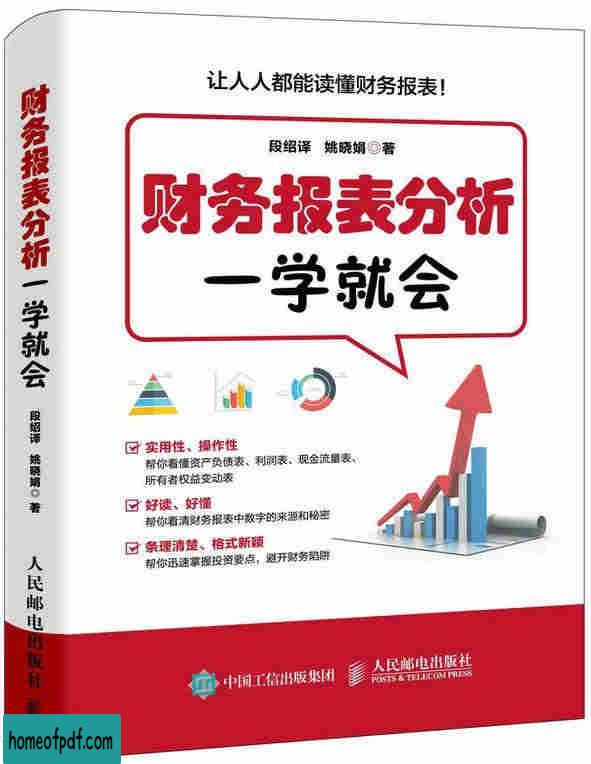 让人人都能读懂财务报表！
段绍译 姚晓娟◎著
财务报表分析
一学就会
实用性、操作性
帮你看懂资产负债表、利润表、现金流量表、
所有者权益变动表
好读、好懂
帮你看清财务报表中数字的来源和秘密
条理清楚、格式新颖
帮你迅速掌握投资要点，避开财务陷阱
中国工信出版集团
人民邮电出版社
POSTS & TELECOM PRESS
财务报表分析 一学就会
段绍译 姚晓娟◎著
人民邮电出版社
homeofpdf.com